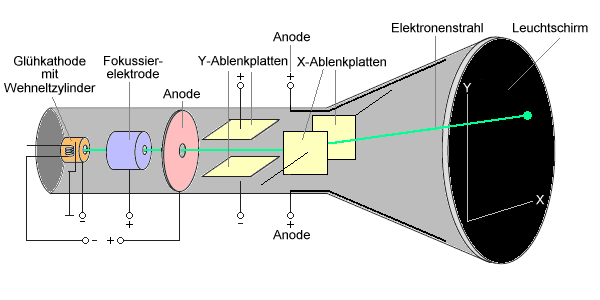 Glühkathode
mit
Wehneltzylinder
Fokussier-
elektrode
Anode
Y-Ablenkplatten
Anode
X-Ablenkplatten
Elektronenstrahl
Leuchtschirm
+
+
Y
X
-
+
-
+
Anode
- +